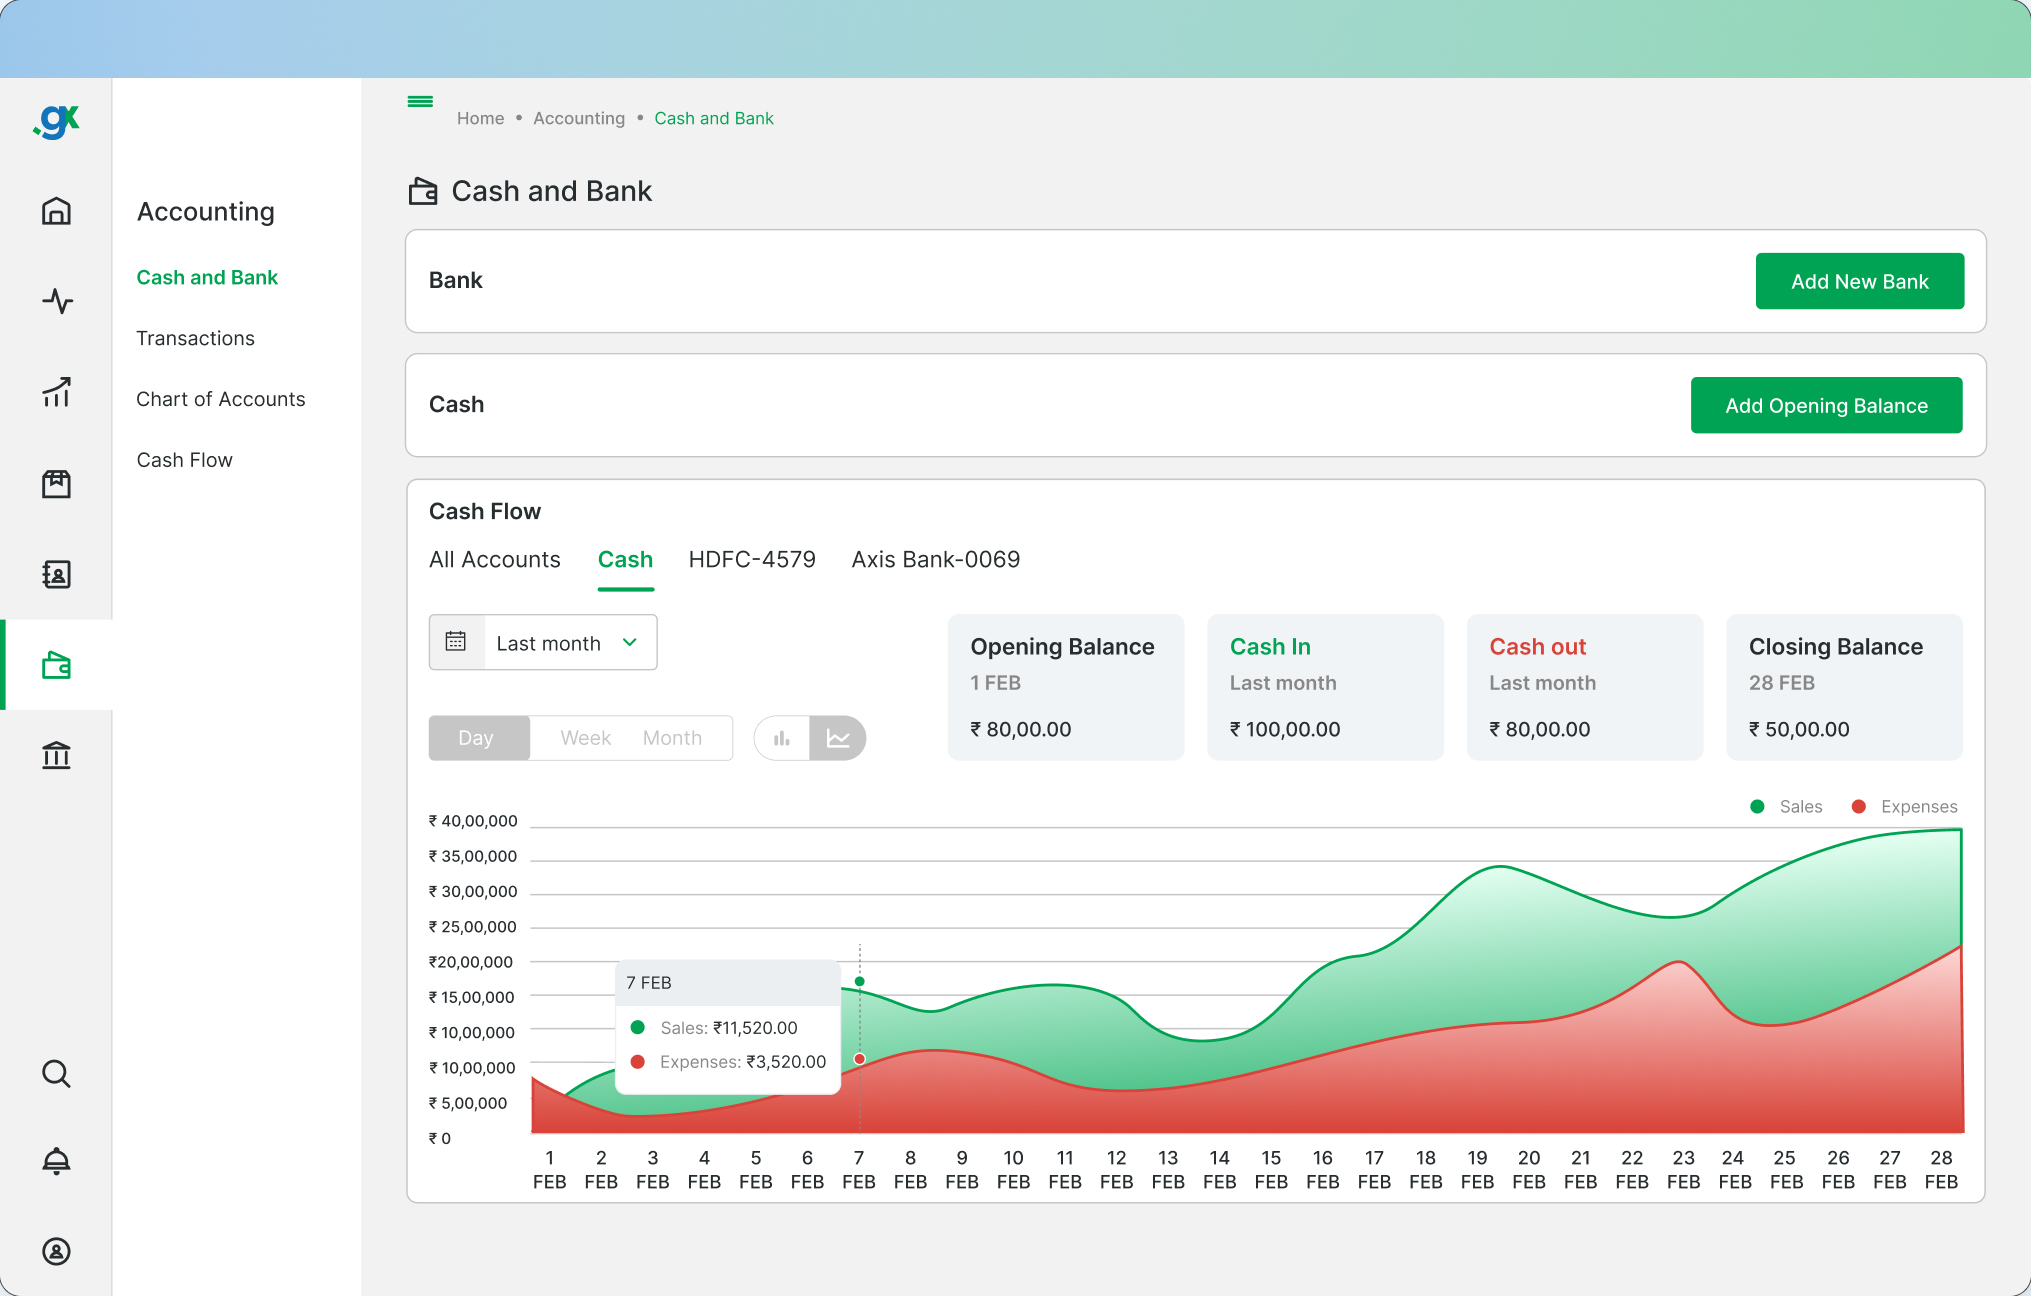 .gx
Home • Accounting • Cash and Bank
Accounting
Cash and Bank
Transactions
Chart of Accounts
Cash Flow
Cash and Bank
Bank
Add New Bank
Cash
Add Opening Balance
Cash Flow
All Accounts Cash HDFC-4579 Axis Bank-0069
Last month
Day Week Month
Opening Balance
1 FEB
₹ 80,00.00
Cash In
Last month
₹ 100,00.00
Cash out
Last month
₹ 80,00.00
Closing Balance
28 FEB
₹ 50,00.00
Sales Expenses
₹ 40,00,000
₹ 35,00,000
₹ 30,00,000
₹ 25,00,000
₹20,00,000
₹ 15,00,000
₹ 10,00,000
₹ 10,00,000
₹ 5,00,000
₹ 0
7 FEB
Sales: ₹11,520.00
Expenses: ₹3,520.00
1 2 3 4 5 6 7 8 9 10 11 12 13 14 15 16 17 18 19 20 21 22 23 24 25 26 27 28
FEB FEB FEB FEB FEB FEB FEB FEB FEB FEB FEB FEB FEB FEB FEB FEB FEB FEB FEB FEB FEB FEB FEB FEB FEB FEB FEB FEB